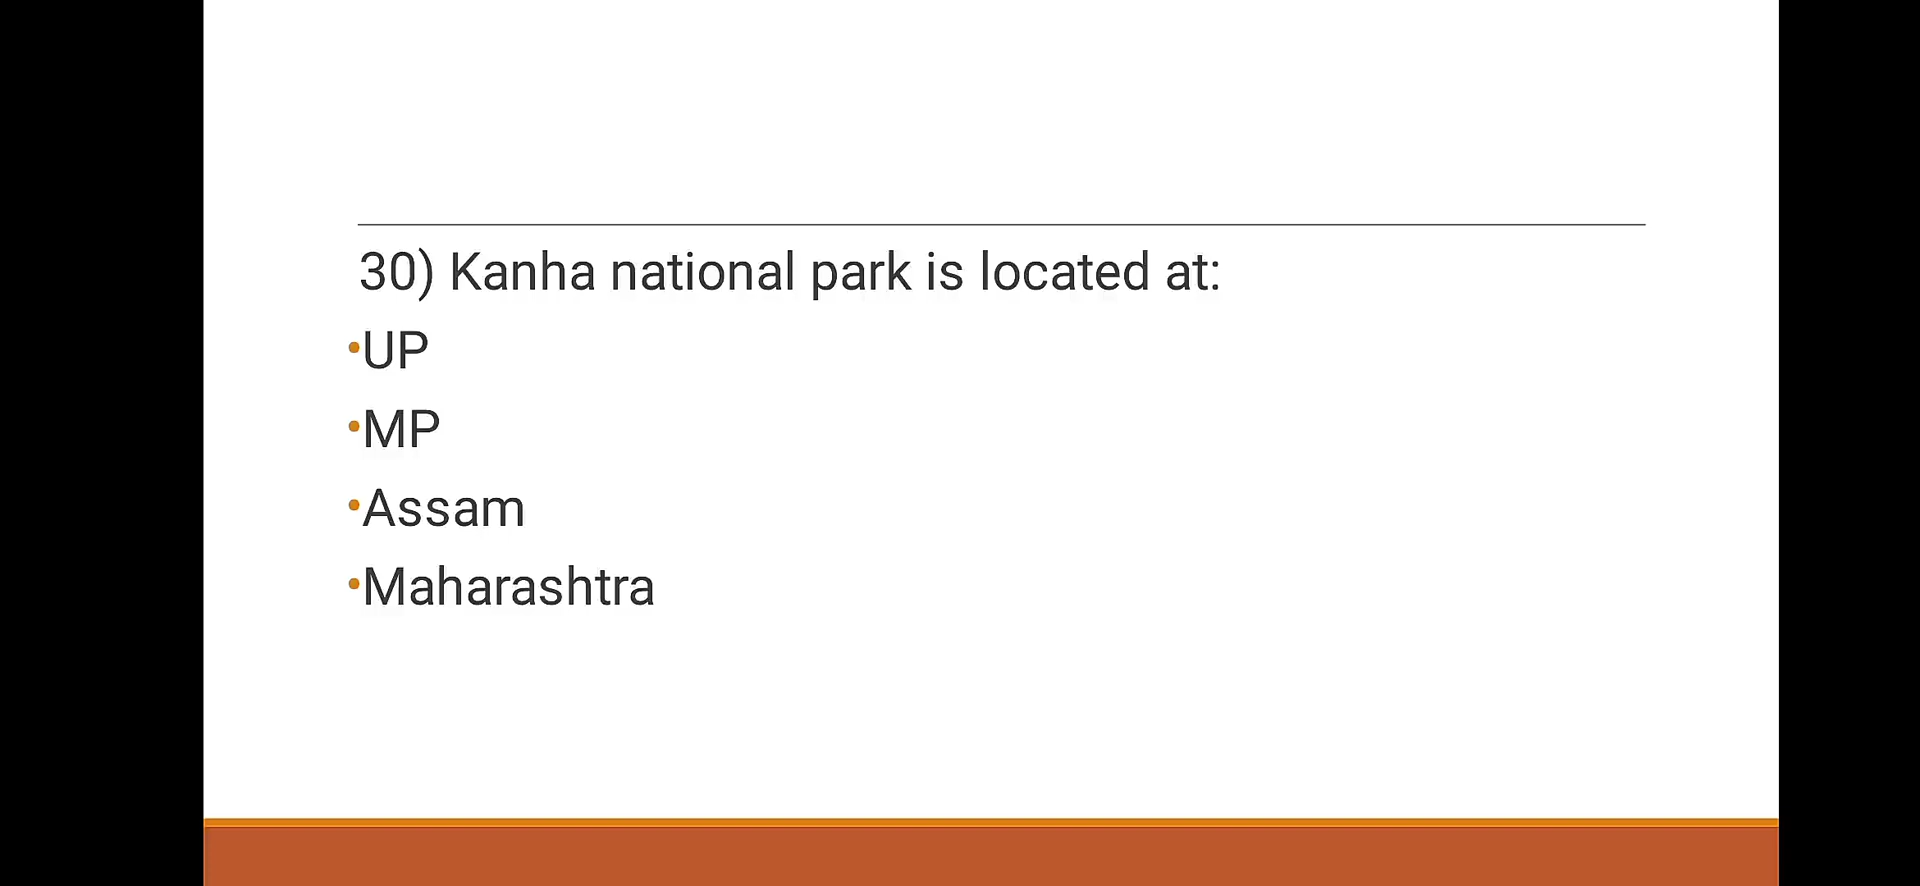 30) Kanha national park is located at:
•UP
•MP
•Assam
•Maharashtra